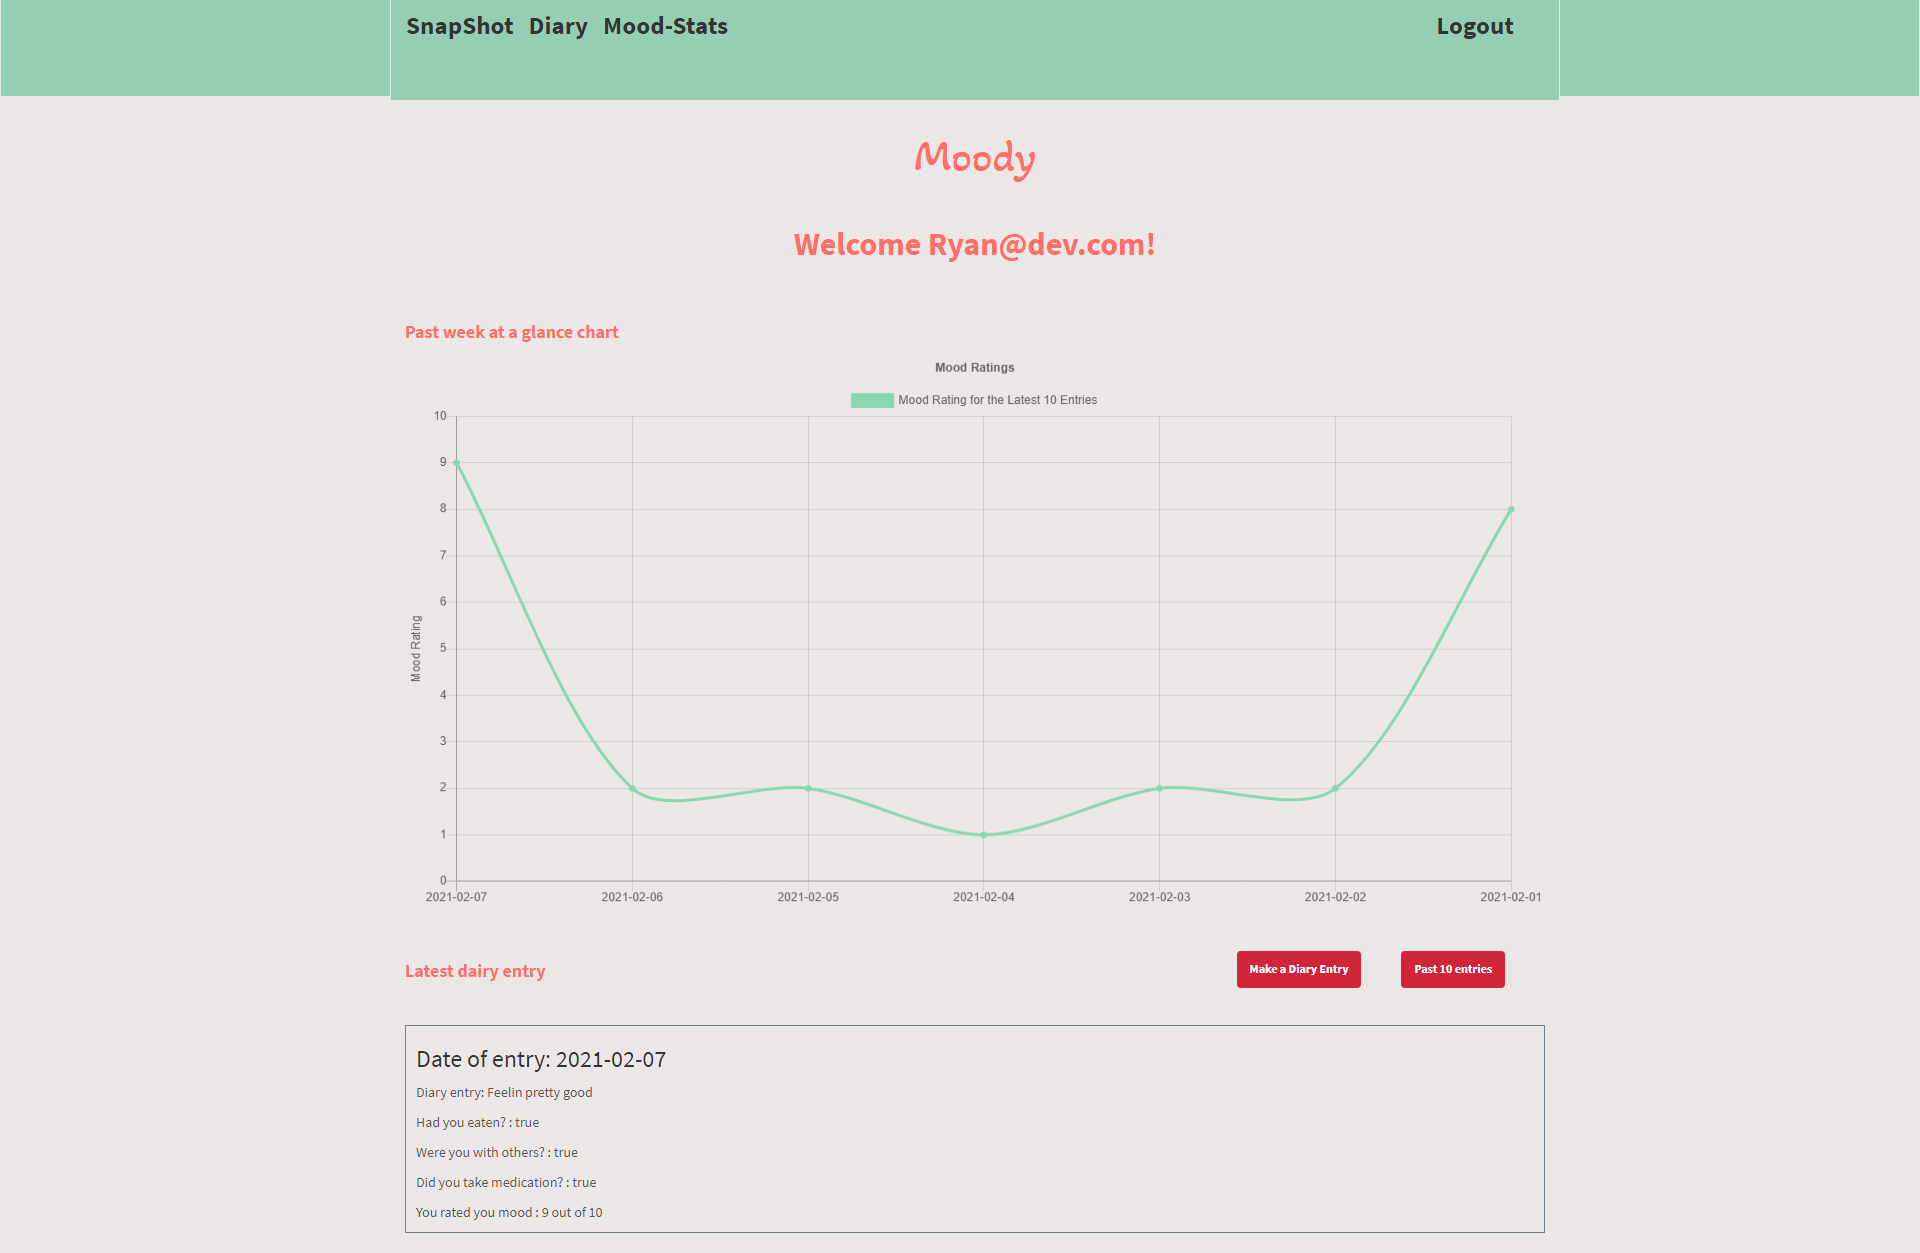 SnapShot Diary Mood-Stats Logout
Moody
Welcome Ryan@dev.com!
Past week at a glance chart
Mood Ratings
Mood Rating for the Latest 10 Entries
10
9
8
7
6
5
4
3
2
1
0
Mood Rating
2021-02-07 2021-02-06 2021-02-05 2021-02-04 2021-02-03 2021-02-02 2021-02-01
Latest dairy entry Make a Diary Entry Past 10 entries
Date of entry: 2021-02-07
Diary entry: Feelin pretty good
Had you eaten? : true
Were you with others? : true
Did you take medication? : true
You rated you mood : 9 out of 10